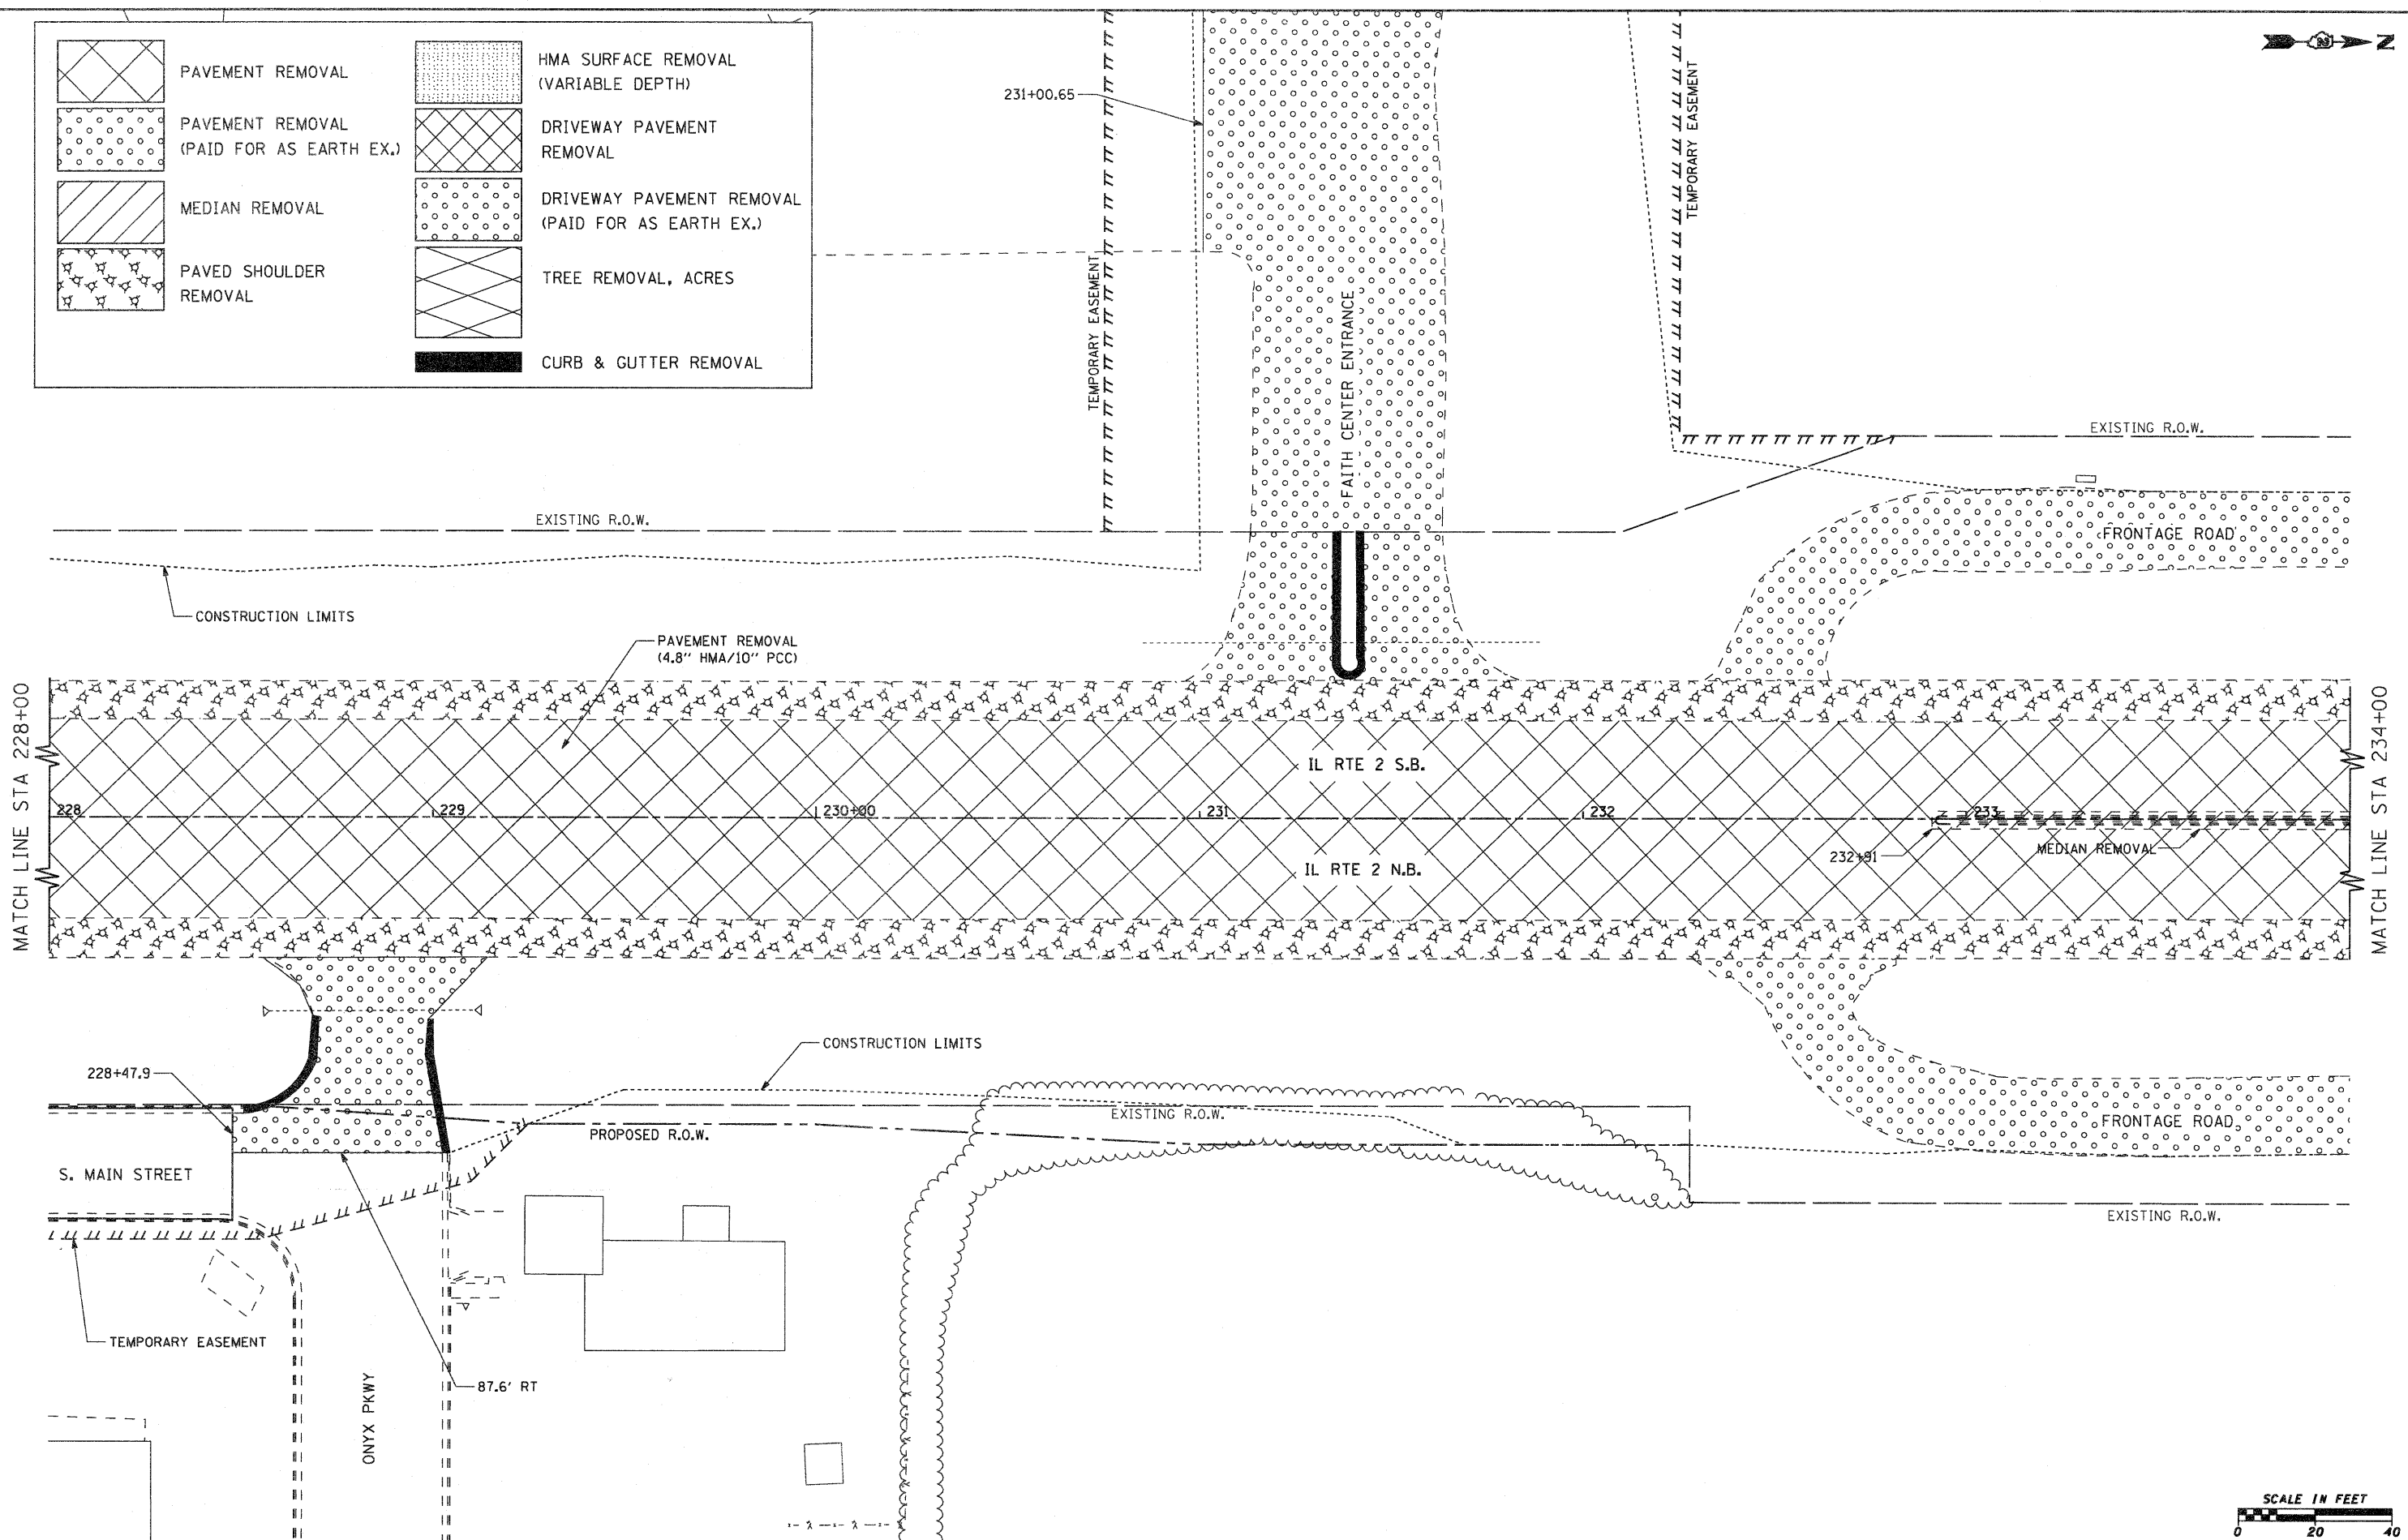 PAVEMENT REMOVAL
PAVEMENT REMOVAL
(PAID FOR AS EARTH EX.)
MEDIAN REMOVAL
PAVED SHOULDER
REMOVAL
HMA SURFACE REMOVAL
(VARIABLE DEPTH)
DRIVEWAY PAVEMENT
REMOVAL
DRIVEWAY PAVEMENT REMOVAL
(PAID FOR AS EARTH EX.)
TREE REMOVAL, ACRES
CURB & GUTTER REMOVAL
N
231+00.65
TEMPORARY EASEMENT
TEMPORARY EASEMENT
FAITH CENTER ENTRANCE
EXISTING R.O.W.
EXISTING R.O.W.
FRONTAGE ROAD
CONSTRUCTION LIMITS
PAVEMENT REMOVAL
(4.8" HMA/10" PCC)
MATCH LINE STA 228+00
MATCH LINE STA 234+00
IL RTE 2 S.B.
228
229
230+00
231
232
233
232+91
MEDIAN REMOVAL
IL RTE 2 N.B.
CONSTRUCTION LIMITS
228+47.9
EXISTING R.O.W.
PROPOSED R.O.W.
FRONTAGE ROAD
S. MAIN STREET
EXISTING R.O.W.
TEMPORARY EASEMENT
87.6' RT
ONYX PKWY
SCALE IN FEET
0 20 40